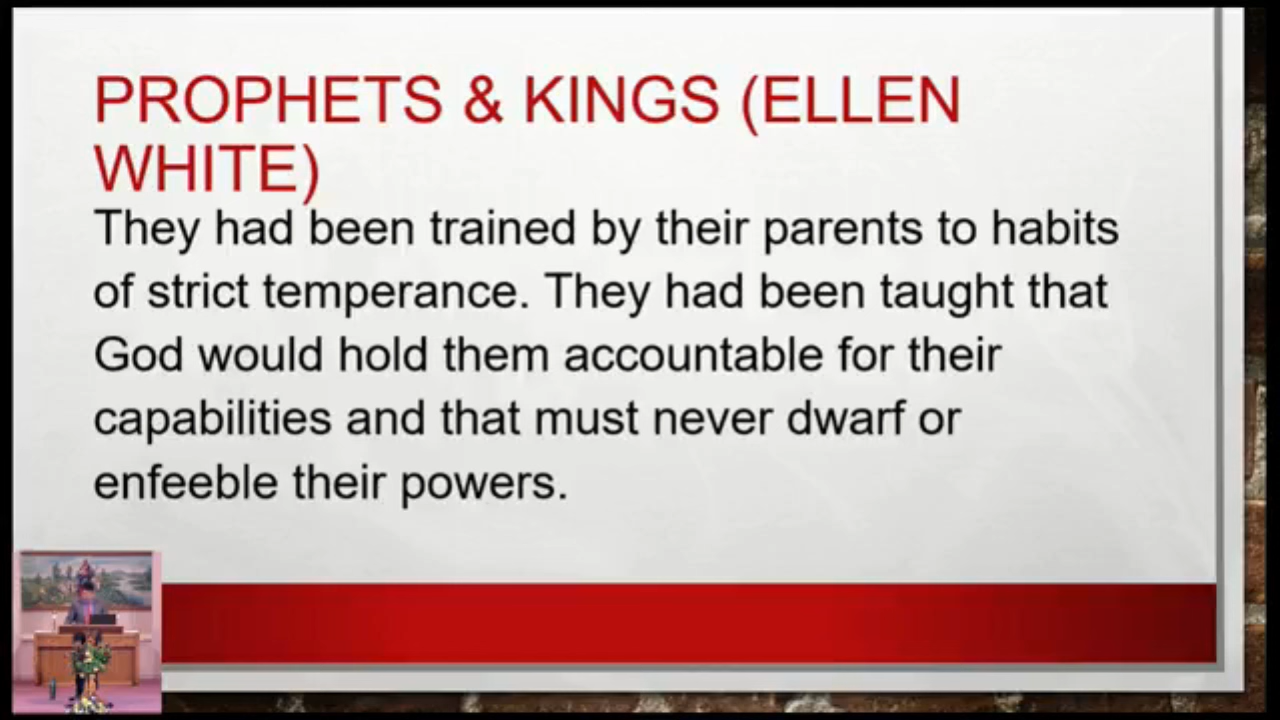 PROPHETS & KINGS (ELLEN
WHITE)
They had been trained by their parents to habits
of strict temperance. They had been taught that
God would hold them accountable for their
capabilities and that must never dwarf or
enfeeble their powers.